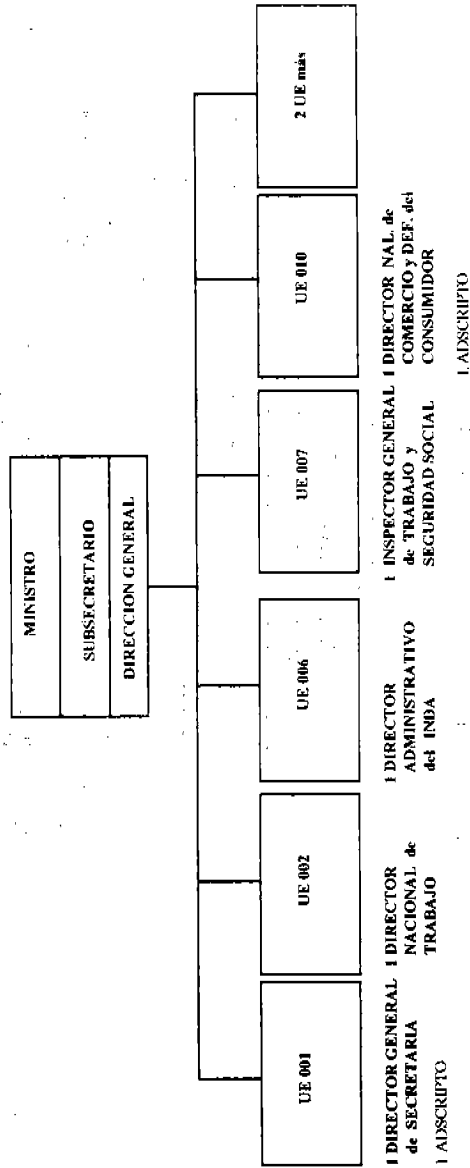 MINISTRO
SUBSECRETARIO
DIRECCION GENERAL
UE 001
UE 002
UE 006
UE 007
UE 010
2 UE más
1 DIRECTOR GENERAL
de SECRETARIA
1 ADSCRIPTO
1 DIRECTOR
NACIONAL de
TRABAJO
1 DIRECTOR
ADMINISTRATIVO
del INDA
1 INSPECTOR GENERAL
de TRABAJO y
SEGURIDAD SOCIAL
1 DIRECTOR NAL. de
COMERCIO y DEF. del
CONSUMIDOR
1 ADSCRIPTO